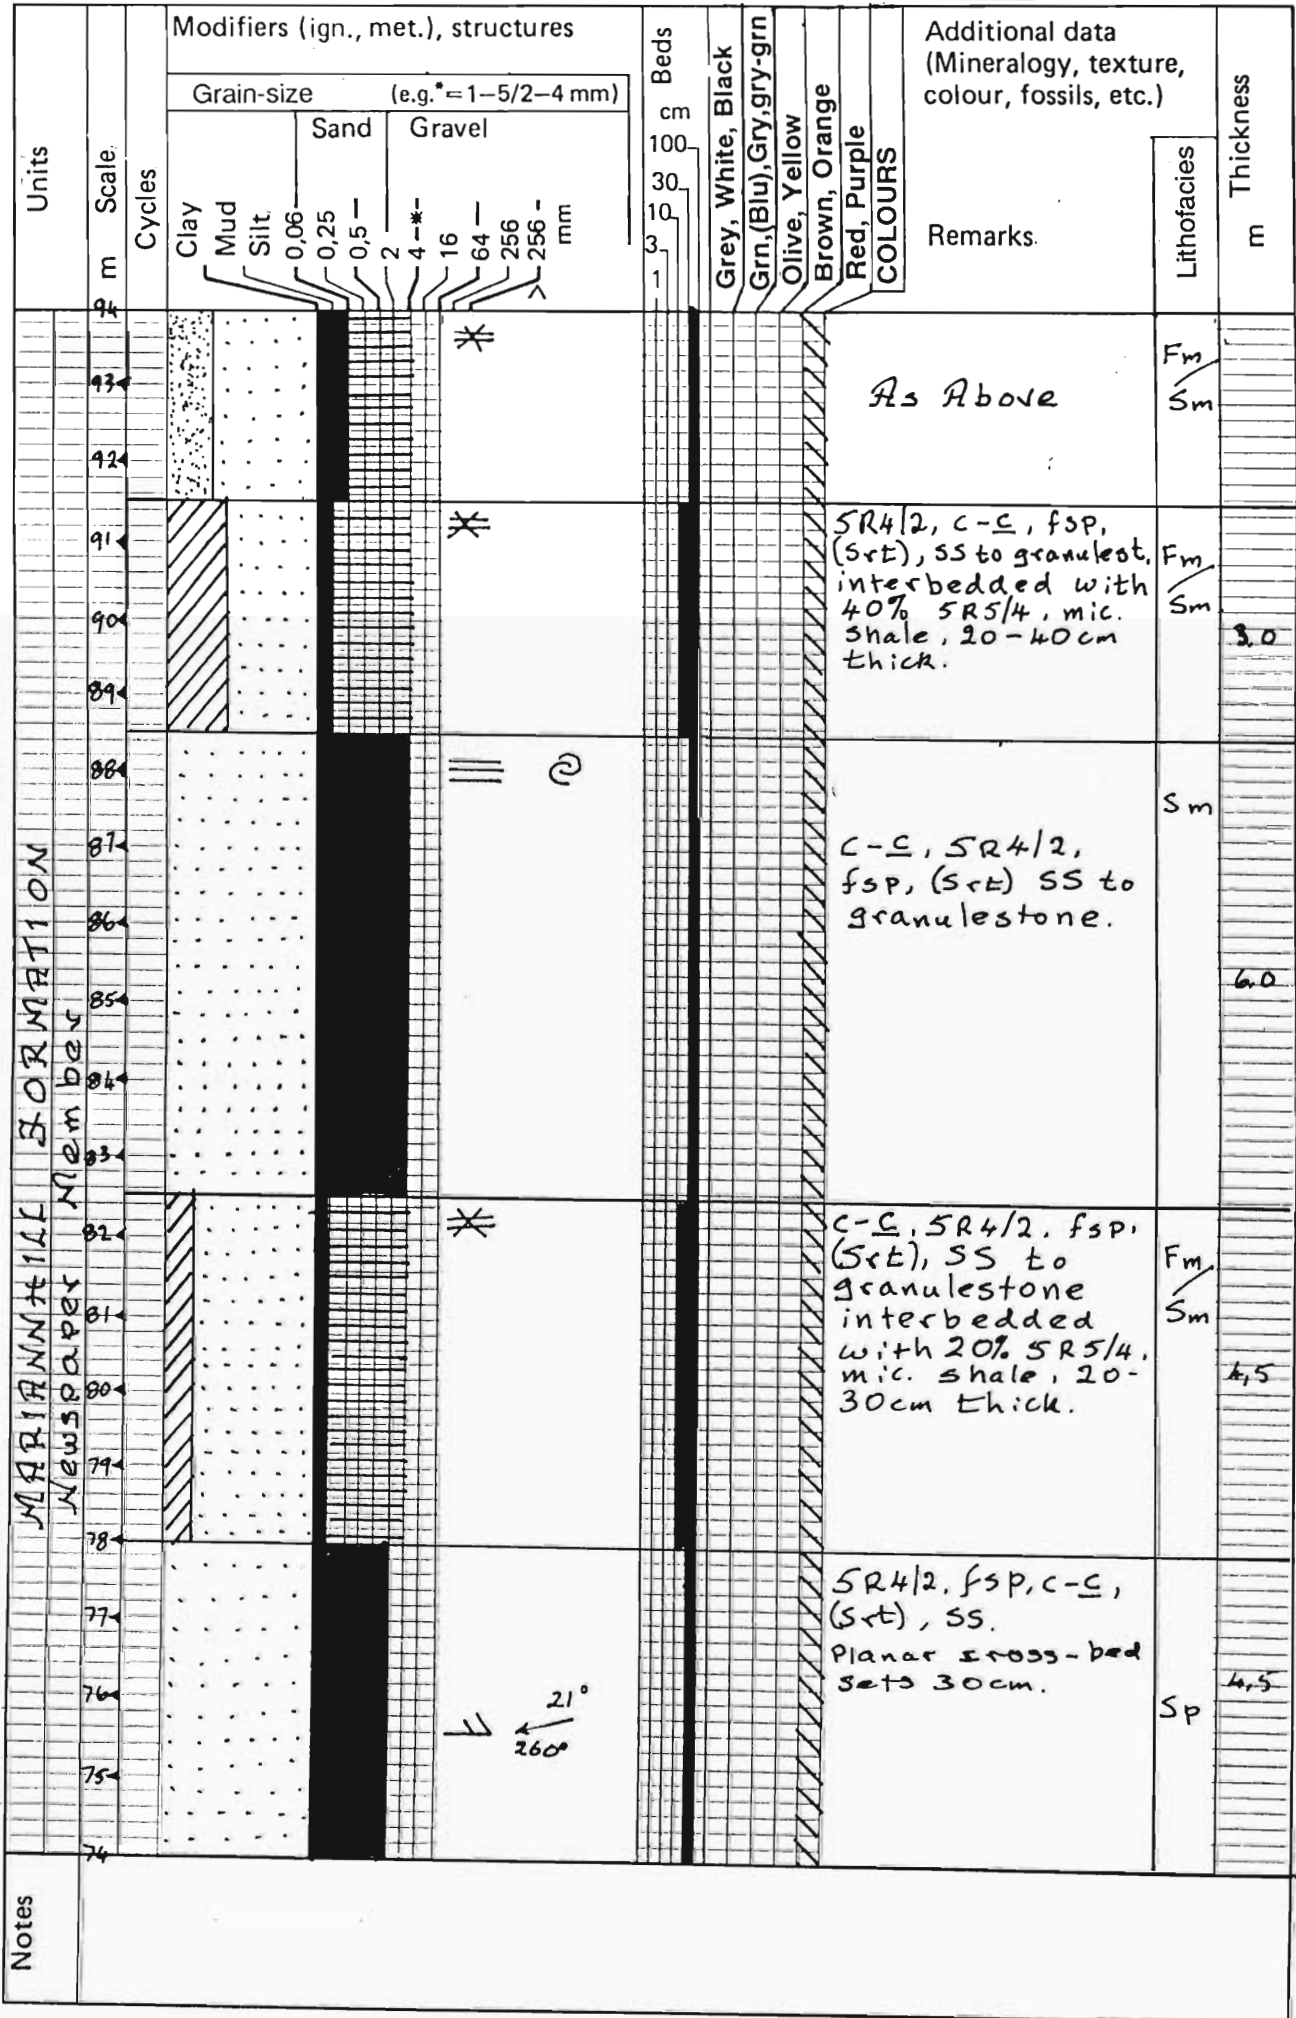 Units
m Scale
Cycles
Modifiers (ign., met.), structures
Grain-size (e.g.*=1–5/2–4 mm)
Sand Gravel
Clay
Mud
Silt
0,06
0,25
0,5
2
4 -*-
16
64
256
>256
mm
Beds
cm
100
30
10
3
1
Grey, White, Black
Grn,(Blu),Gry,gry-grn
Olive, Yellow
Brown, Orange
Red, Purple
COLOURS
Additional data
(Mineralogy, texture,
colour, fossils, etc.)
Remarks.
Lithofacies
Thickness
m
MARIANNHILL FORMATION
Newspaper Member
94
93
92
As Above
Fm
Sm
91
90
89
5R4/2, c-c, fsp,
(Srt), SS to granulest.
interbedded with
40% 5R5/4, mic.
shale, 20-40cm
thick.
Fm
Sm
3,0
88
87
86
85
84
83
c-c, 5R4/2,
fsp, (Srt) SS to
granulestone.
Sm
6,0
82
81
80
79
78
c-c, 5R4/2, fsp,
(Srt), SS to
granulestone
interbedded
with 20% 5R5/4,
mic. shale, 20-
30cm thick.
Fm
Sm
4,5
77
76
75
74
21°
260°
5R4/2, fsp, c-c,
(Srt), SS.
Planar cross-bed
sets 30cm.
Sp
4,5
Notes